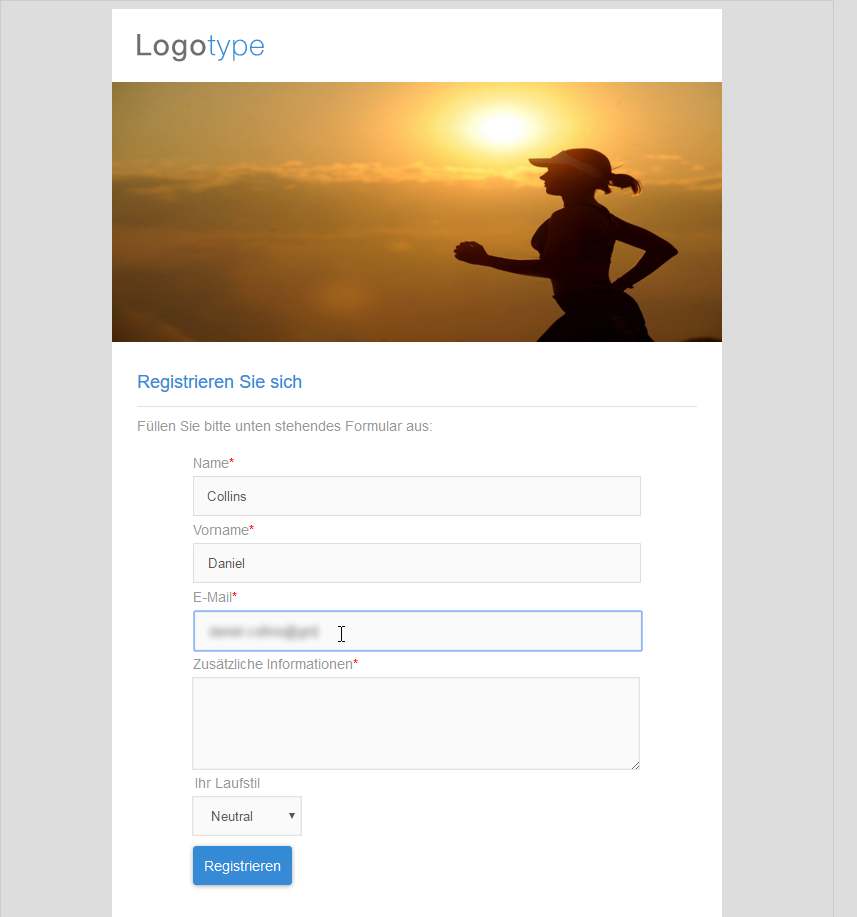 Logotype
Registrieren Sie sich
Füllen Sie bitte unten stehendes Formular aus:
Name*
Collins
Vorname*
Daniel
E-Mail*
Zusätzliche Informationen*
Ihr Laufstil
Neutral
Registrieren